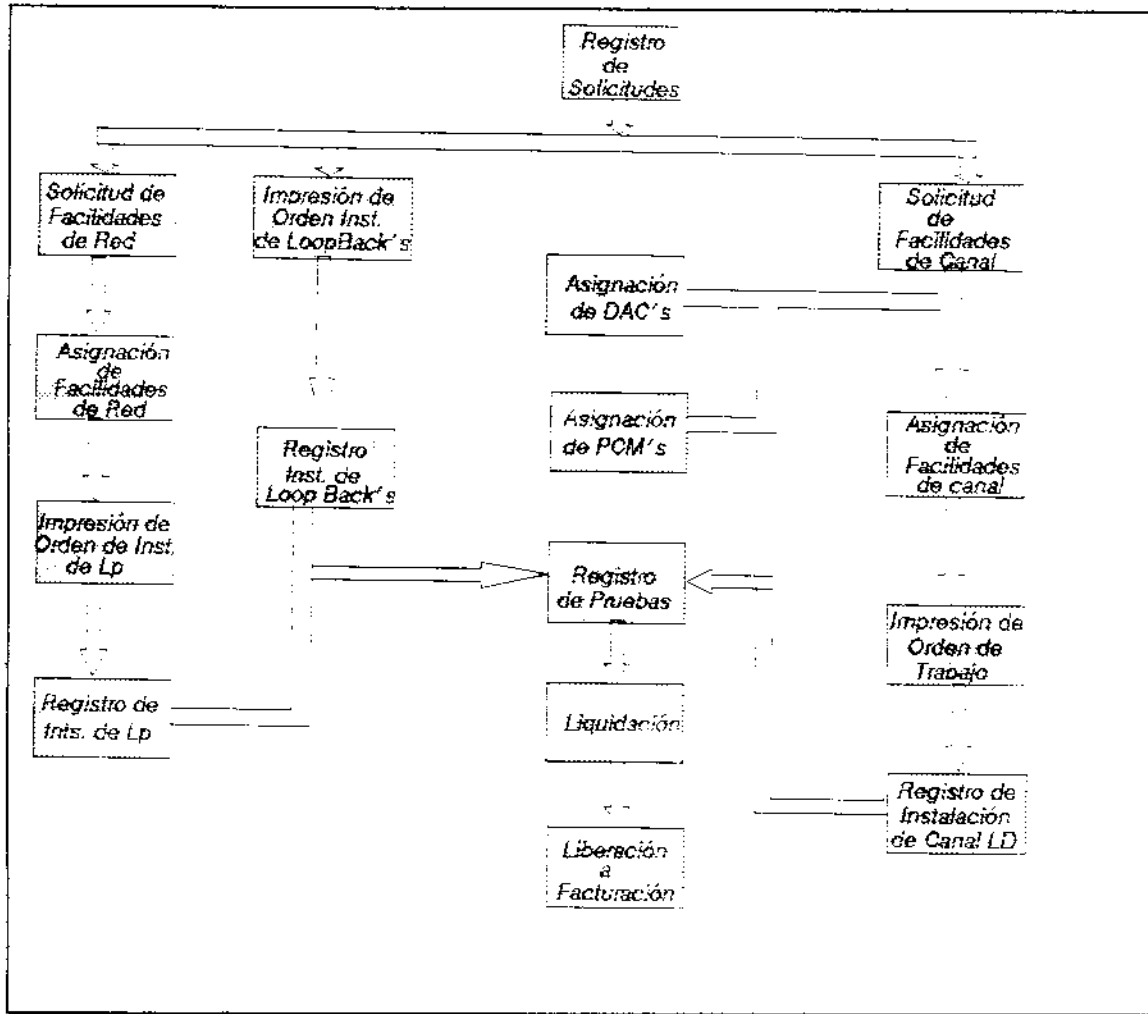 Registro
de
Solicitudes
Solicitud de
Facilidades
de Red
Impresión de
Orden Inst.
de LoopBack's
Solicitud
de
Facilidades
de Canal
Asignación
de DAC's
Asignación
de
Facilidades
de Red
Asignación
de PCM's
Asignación
de
Facilidades
de canal
Registro
Inst. de
Loop Back's
Impresión de
Orden de Inst.
de Lp
Registro
de Pruebas
Impresión de
Orden de
Trabajo
Registro de
Ints. de Lp
Liquidación
Registro de
Instalación
de Canal LD
Liberación
a
Facturación